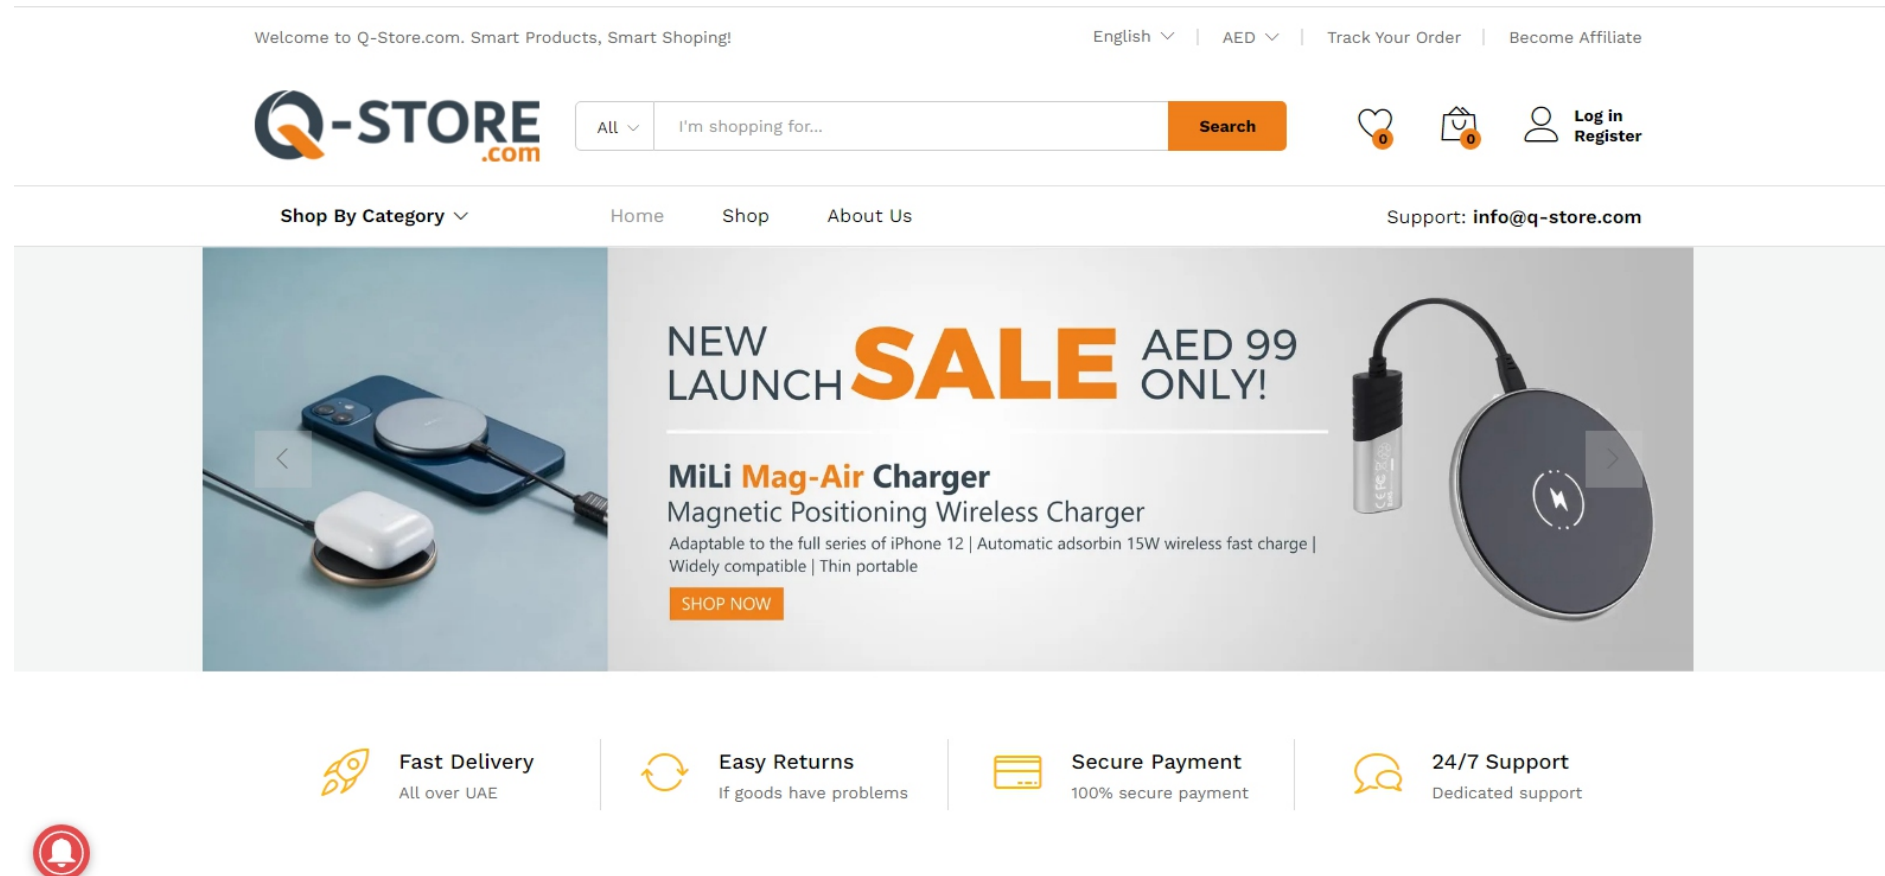 Welcome to Q-Store.com. Smart Products, Smart Shoping!
English
AED
Track Your Order
Become Affiliate
Q-STORE
.com
All
I'm shopping for...
Search
0
0
Log in
Register
Shop By Category
Home
Shop
About Us
Support: info@q-store.com
NEW
LAUNCH
SALE
AED 99
ONLY!
MiLi Mag-Air Charger
Magnetic Positioning Wireless Charger
Adaptable to the full series of iPhone 12 | Automatic adsorbin 15W wireless fast charge |
Widely compatible | Thin portable
SHOP NOW
Fast Delivery
All over UAE
Easy Returns
If goods have problems
Secure Payment
100% secure payment
24/7 Support
Dedicated support